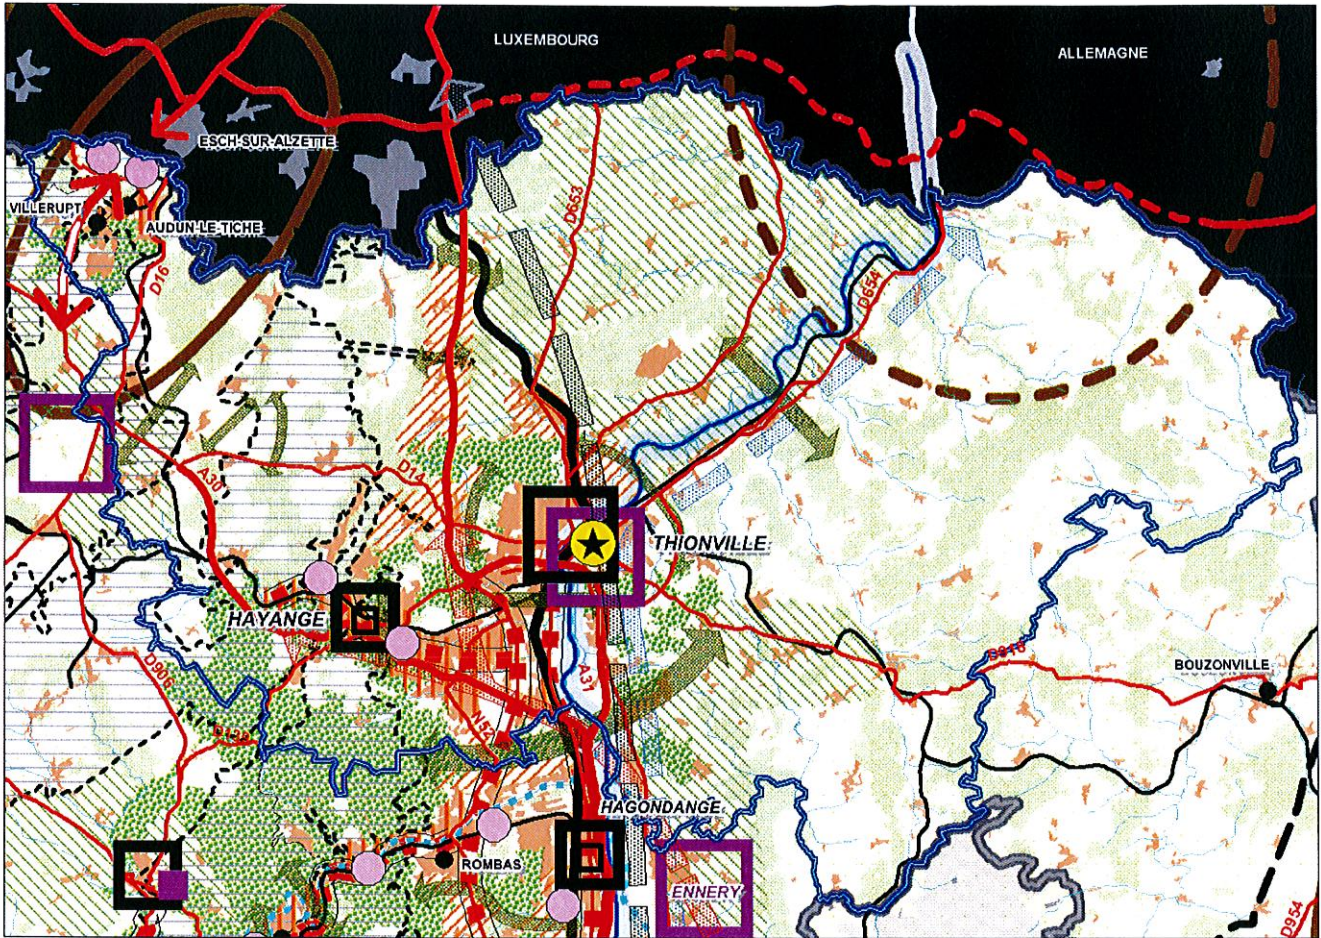 LUXEMBOURG
ALLEMAGNE
ESCH-SUR-ALZETTE
VILLERUPT
AUDUN-LE-TICHE
D653
D16
D654
A30
D14
THIONVILLE
HAYANGE
D918
BOUZONVILLE
D906
A31
N52
HAGONDANGE
ROMBAS
ENNERY
D954